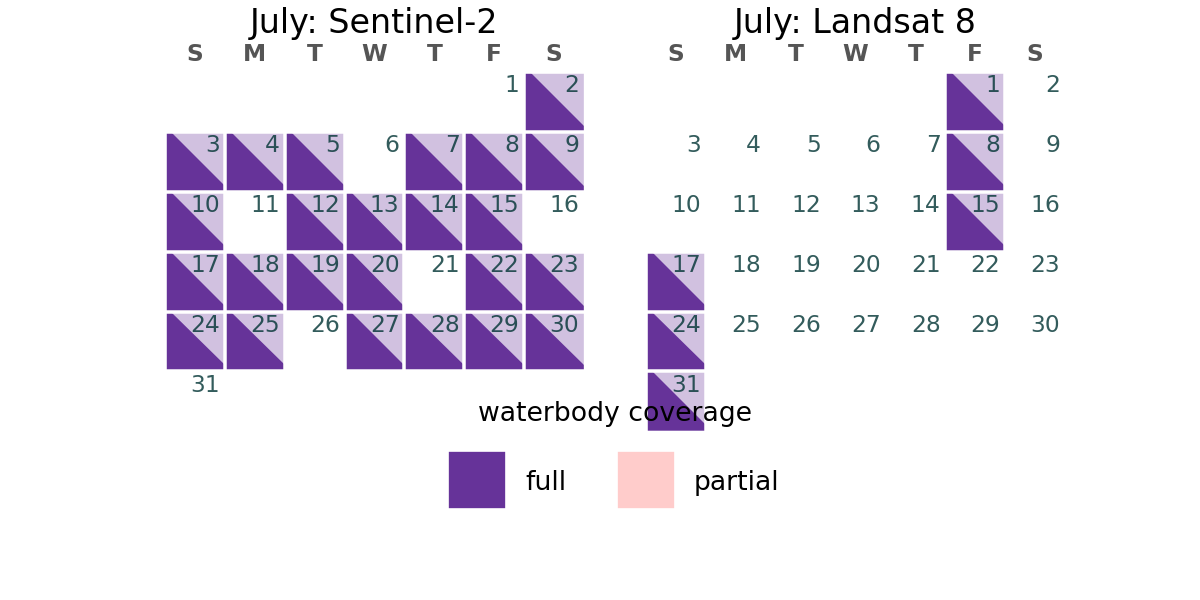 July: Sentinel-2
S M T W T F S
1 2
3 4 5 6 7 8 9
10 11 12 13 14 15 16
17 18 19 20 21 22 23
24 25 26 27 28 29 30
31
July: Landsat 8
S M T W T F S
1 2
3 4 5 6 7 8 9
10 11 12 13 14 15 16
17 18 19 20 21 22 23
24 25 26 27 28 29 30
31
waterbody coverage
full partial